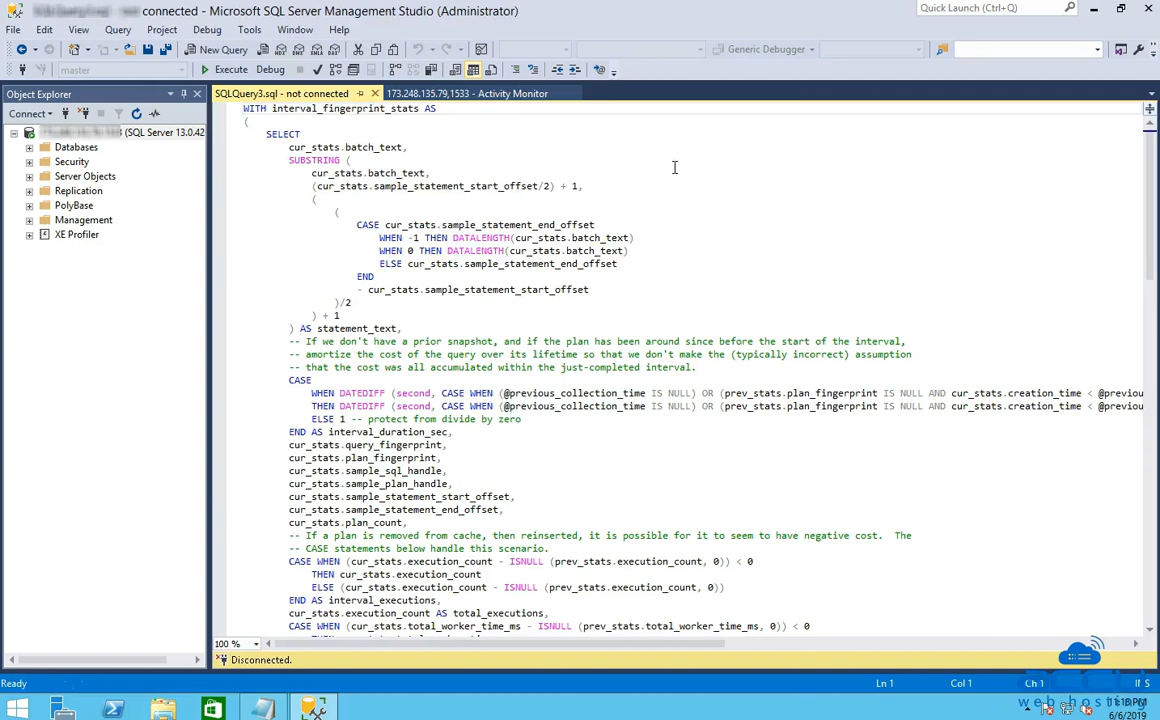 connected - Microsoft SQL Server Management Studio (Administrator)
Quick Launch (Ctrl+Q)
File Edit View Query Project Debug Tools Window Help
New Query
Generic Debugger
master
Execute Debug
Object Explorer
SQLQuery3.sql - not connected
173.248.135.79,1533 - Activity Monitor
Connect
(SQL Server 13.0.42
Databases
Security
Server Objects
Replication
PolyBase
Management
XE Profiler
WITH interval_fingerprint_stats AS
(
SELECT
cur_stats.batch_text,
SUBSTRING (
cur_stats.batch_text,
(cur_stats.sample_statement_start_offset/2) + 1,
(
(
CASE cur_stats.sample_statement_end_offset
WHEN -1 THEN DATALENGTH(cur_stats.batch_text)
WHEN 0 THEN DATALENGTH(cur_stats.batch_text)
ELSE cur_stats.sample_statement_end_offset
END
- cur_stats.sample_statement_start_offset
)/2
) + 1
) AS statement_text,
-- If we don't have a prior snapshot, and if the plan has been around since before the start of the interval,
-- amortize the cost of the query over its lifetime so that we don't make the (typically incorrect) assumption
-- that the cost was all accumulated within the just-completed interval.
CASE
WHEN DATEDIFF (second, CASE WHEN (@previous_collection_time IS NULL) OR (prev_stats.plan_fingerprint IS NULL AND cur_stats.creation_time < @previou
THEN DATEDIFF (second, CASE WHEN (@previous_collection_time IS NULL) OR (prev_stats.plan_fingerprint IS NULL AND cur_stats.creation_time < @previou
ELSE 1 -- protect from divide by zero
END AS interval_duration_sec,
cur_stats.query_fingerprint,
cur_stats.plan_fingerprint,
cur_stats.sample_sql_handle,
cur_stats.sample_plan_handle,
cur_stats.sample_statement_start_offset,
cur_stats.sample_statement_end_offset,
cur_stats.plan_count,
-- If a plan is removed from cache, then reinserted, it is possible for it to seem to have negative cost. The
-- CASE statements below handle this scenario.
CASE WHEN (cur_stats.execution_count - ISNULL (prev_stats.execution_count, 0)) < 0
THEN cur_stats.execution_count
ELSE (cur_stats.execution_count - ISNULL (prev_stats.execution_count, 0))
END AS interval_executions,
cur_stats.execution_count AS total_executions,
CASE WHEN (cur_stats.total_worker_time_ms - ISNULL (prev_stats.total_worker_time_ms, 0)) < 0
100 %
Disconnected.
Ready
Ln 1
Col 1
Ch 1
web hosting
6/6/2019